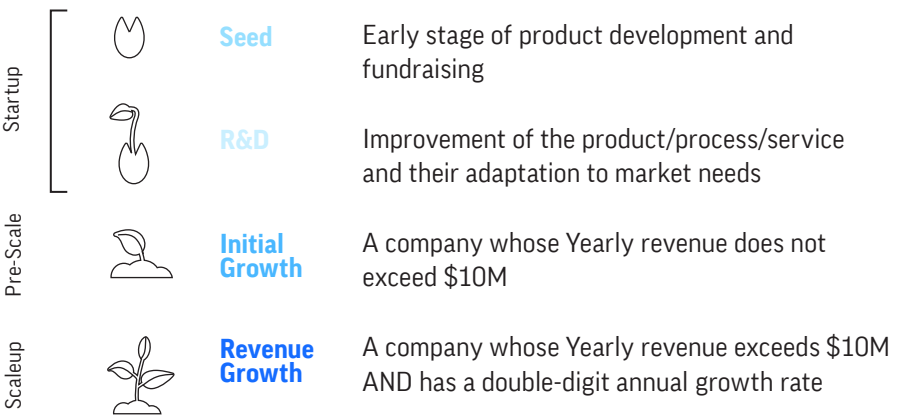 Startup
Seed
Early stage of product development and
fundraising
R&D
Improvement of the product/process/service
and their adaptation to market needs
Pre-Scale
Initial
Growth
A company whose Yearly revenue does not
exceed $10M
Scaleup
Revenue
Growth
A company whose Yearly revenue exceeds $10M
AND has a double-digit annual growth rate